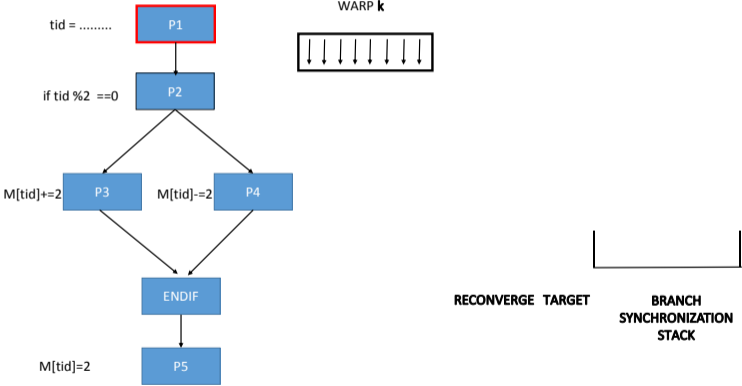 WARP k
tid = .........
P1
if tid %2 ==0
P2
M[tid]+=2
P3
M[tid]-=2
P4
ENDIF
RECONVERGE TARGET
BRANCH
SYNCHRONIZATION
STACK
M[tid]=2
P5